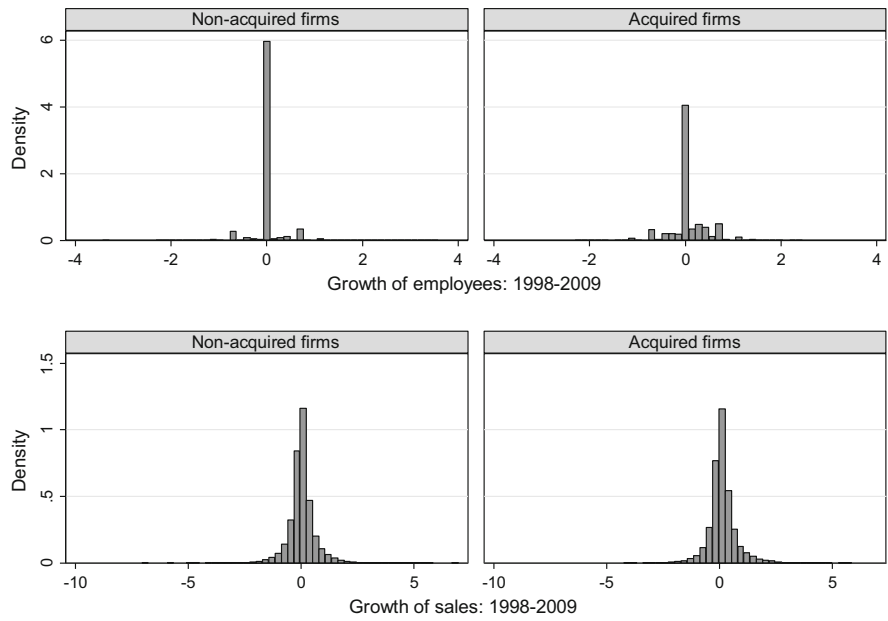 Non-acquired firms Acquired firms
6
4
2
0
Density
-4 -2 0 2 4 -4 -2 0 2 4
Growth of employees: 1998-2009
Non-acquired firms Acquired firms
1.5
1
.5
0
Density
-10 -5 0 5 -10 -5 0 5
Growth of sales: 1998-2009